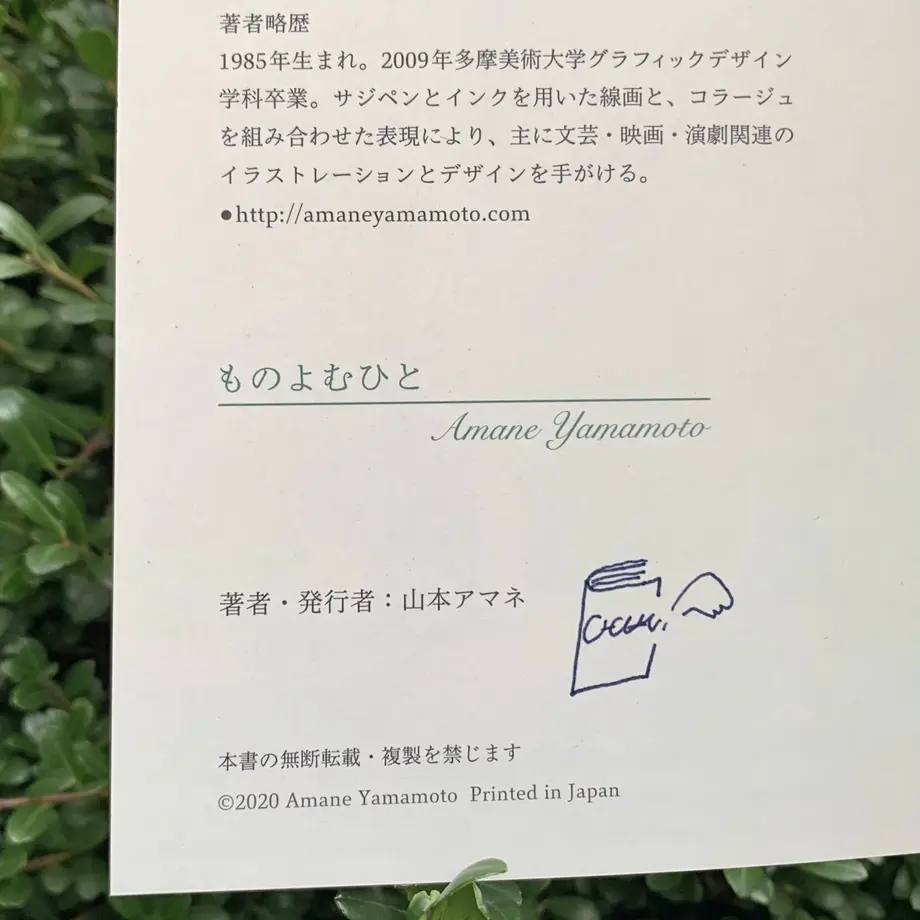 著者略歴
1985年生まれ。2009年多摩美術大学グラフィックデザイン
学科卒業。サジペンとインクを用いた線画と、コラージュ
を組み合わせた表現により、主に文芸・映画・演劇関連の
イラストレーションとデザインを手がける。
●http://amaneyamamoto.com
ものよむひと
Amane Yamamoto
著者・発行者：山本アマネ
本書の無断転載・複製を禁じます
©2020 Amane Yamamoto Printed in Japan